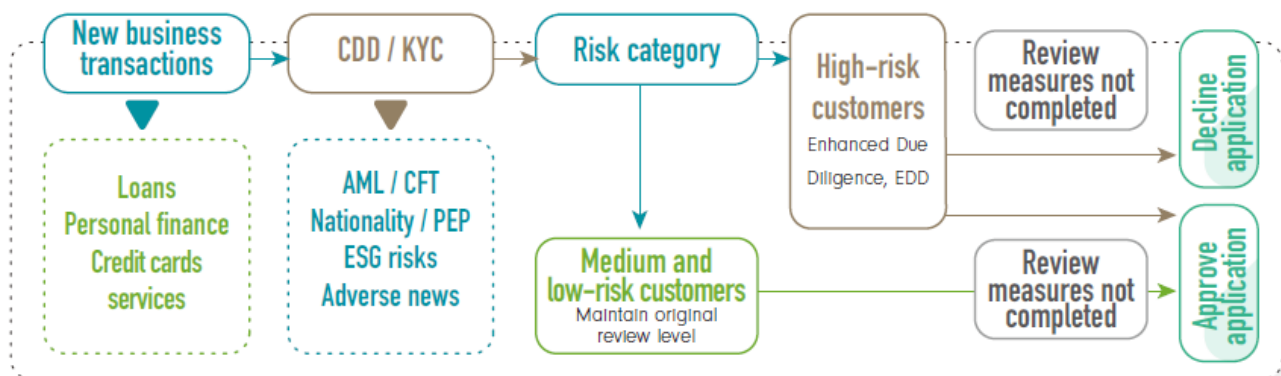 New business
transactions
CDD / KYC
Risk category
High-risk
customers
Enhanced Due
Diligence, EDD
Review
measures not
completed
Decline
application
Loans
Personal finance
Credit cards
services
AML / CFT
Nationality / PEP
ESG risks
Adverse news
Medium and
low-risk customers
Maintain original
review level
Review
measures not
completed
Approve
application